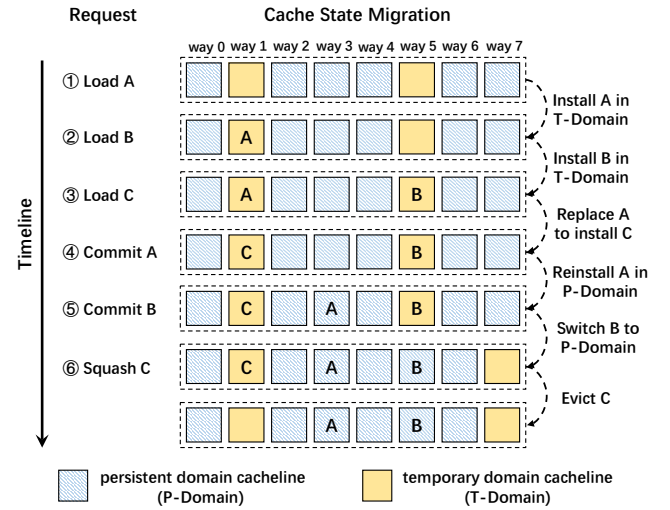 Request
Cache State Migration
way 0 way 1 way 2 way 3 way 4 way 5 way 6 way 7
Timeline
① Load A
Install A in
T-Domain
② Load B
A
Install B in
T-Domain
③ Load C
A B
Replace A
to install C
④ Commit A
C B
Reinstall A in
P-Domain
⑤ Commit B
C A B
Switch B to
P-Domain
⑥ Squash C
C A B
Evict C
A B
persistent domain cacheline
(P-Domain)
temporary domain cacheline
(T-Domain)